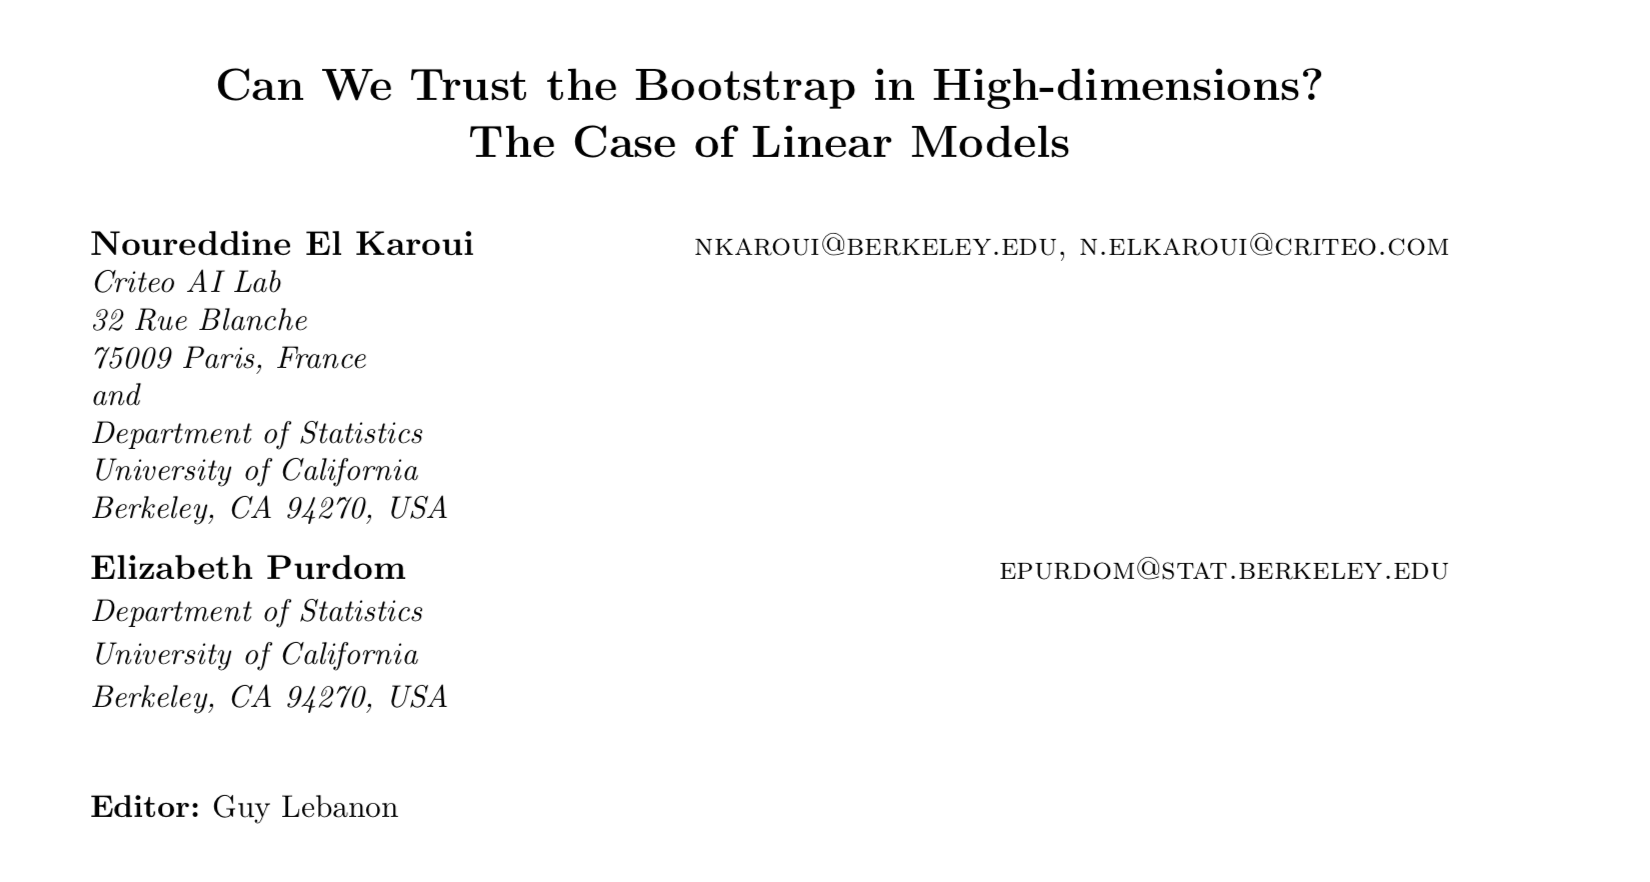 Can We Trust the Bootstrap in High-dimensions?
The Case of Linear Models
Noureddine El Karoui nkaroui@berkeley.edu, n.elkaroui@criteo.com
Criteo AI Lab
32 Rue Blanche
75009 Paris, France
and
Department of Statistics
University of California
Berkeley, CA 94270, USA
Elizabeth Purdom epurdom@stat.berkeley.edu
Department of Statistics
University of California
Berkeley, CA 94270, USA
Editor: Guy Lebanon